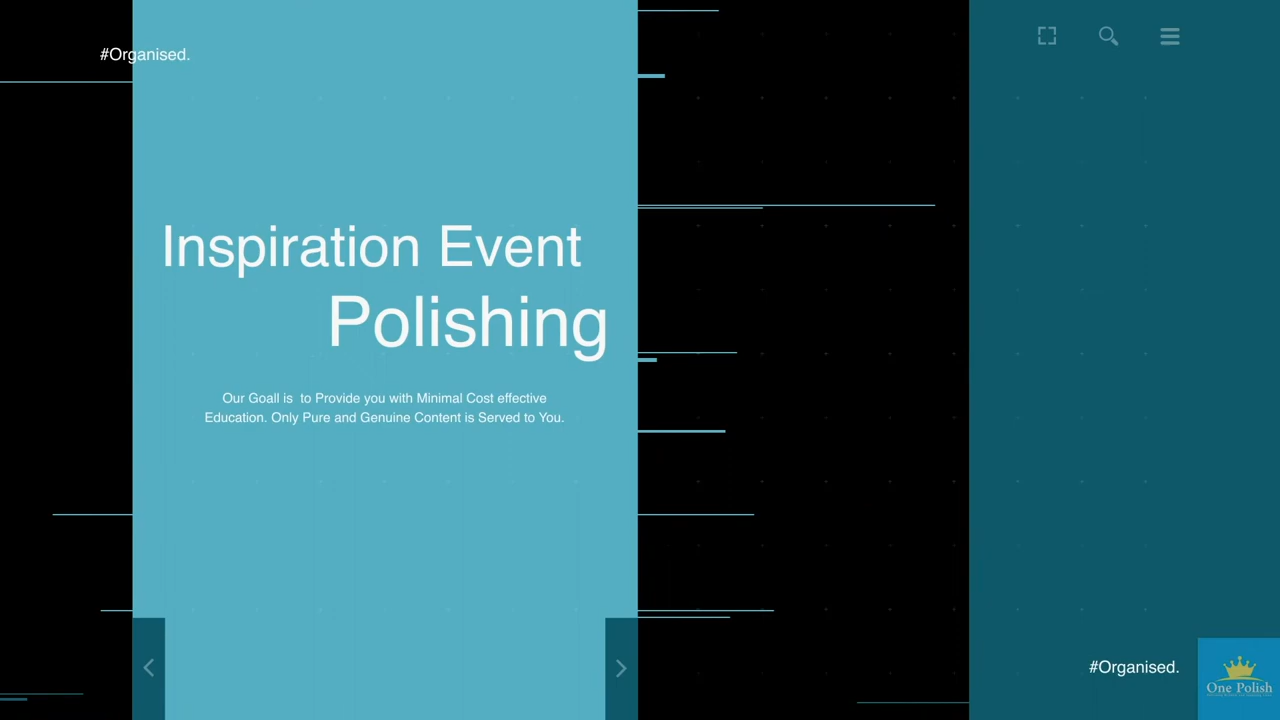 #Organised.
Inspiration Event
Polishing
Our Goall is  to Provide you with Minimal Cost effective
Education. Only Pure and Genuine Content is Served to You.
#Organised.
One Polish